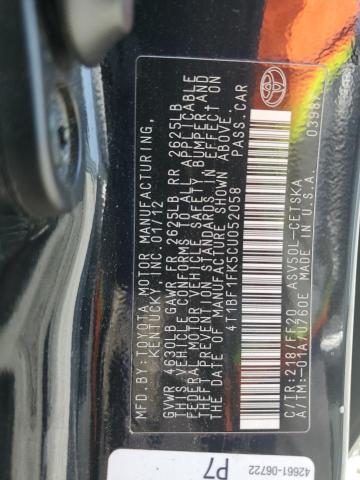 MFD.BY:TOYOTA MOTOR MANUFACTURING,
KENTUCKY, INC. 01/12
GVWR 4630LB GAWR FR 2625LB RR 2625LB
THIS VEHICLE CONFORMS TO ALL APPLICABLE
FEDERAL MOTOR VEHICLE SAFETY, BUMPER, AND
THEFT PREVENTION STANDARDS IN EFFECT ON
THE DATE OF MANUFACTURE SHOWN ABOVE.
4T1BF1FK5CU052058 PASS.CAR
C/TR:218/FF20 ASV50L-CETSKA
A/TM:-01A/U760E MADE IN U.S.A.
0398
42661-06722
P7